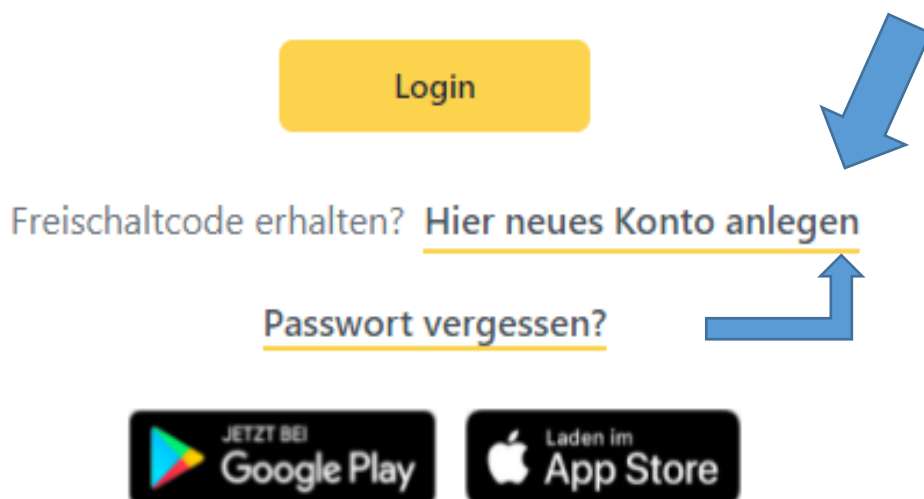 Login
Freischaltcode erhalten? Hier neues Konto anlegen
Passwort vergessen?
JETZT BEI
Google Play
Laden im
App Store